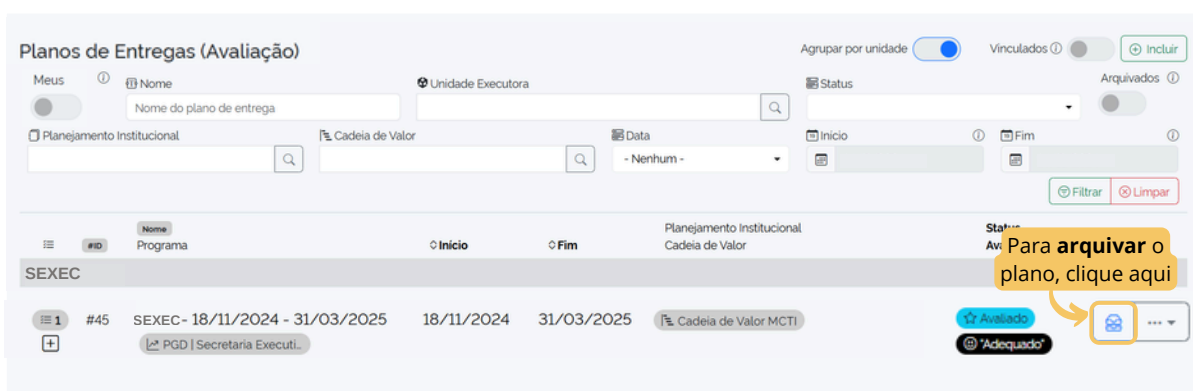 Planos de Entregas (Avaliação)
Agrupar por unidade
Vinculados
Incluir
Meus
Nome
Unidade Executora
Status
Arquivados
Nome do plano de entrega
Planejamento Institucional
Cadeia de Valor
Data
Início
Fim
- Nenhum -
Filtrar
Limpar
#ID
Nome
Programa
Início
Fim
Planejamento Institucional
Cadeia de Valor
Status
Para arquivar o
plano, clique aqui
SEXEC
1
#45
SEXEC- 18/11/2024 - 31/03/2025
18/11/2024
31/03/2025
Cadeia de Valor MCTI
Avaliado
PGD | Secretaria Executi...
"Adequado"